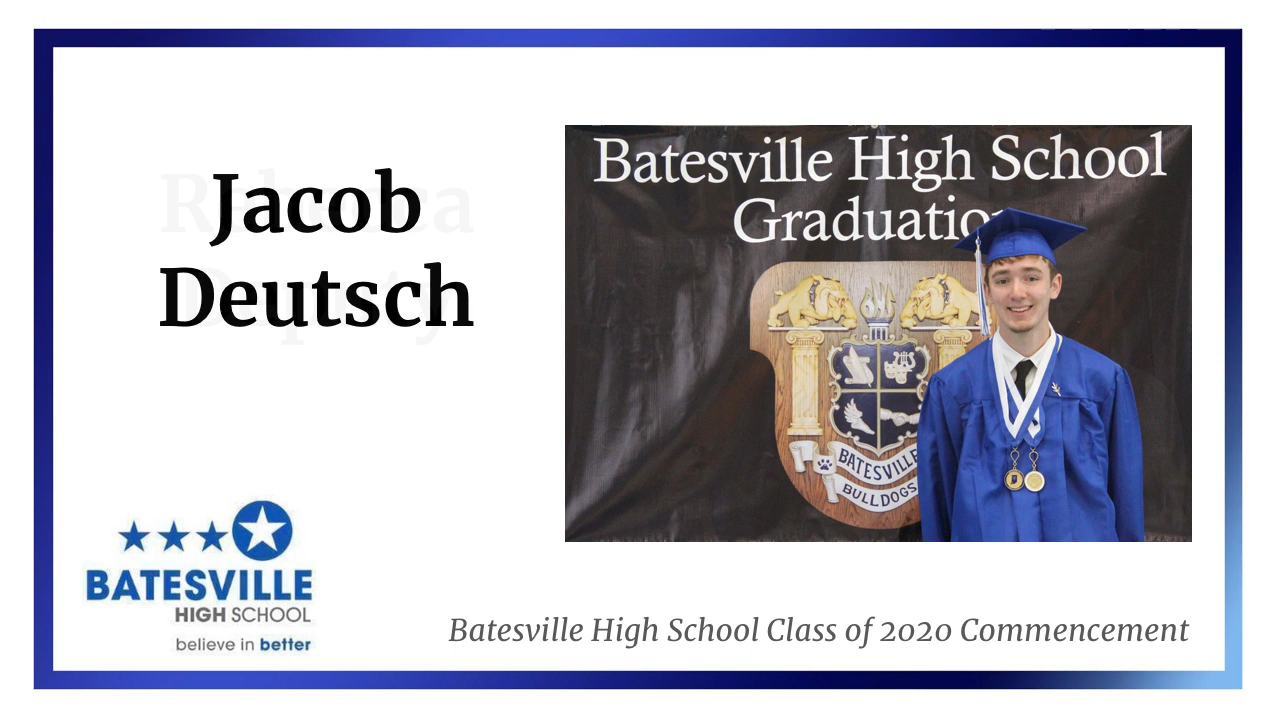 Jacob
Deutsch
Batesville High School
Graduation
BATESVILLE
BULLDOGS
BATESVILLE
HIGH SCHOOL
believe in better
Batesville High School Class of 2020 Commencement